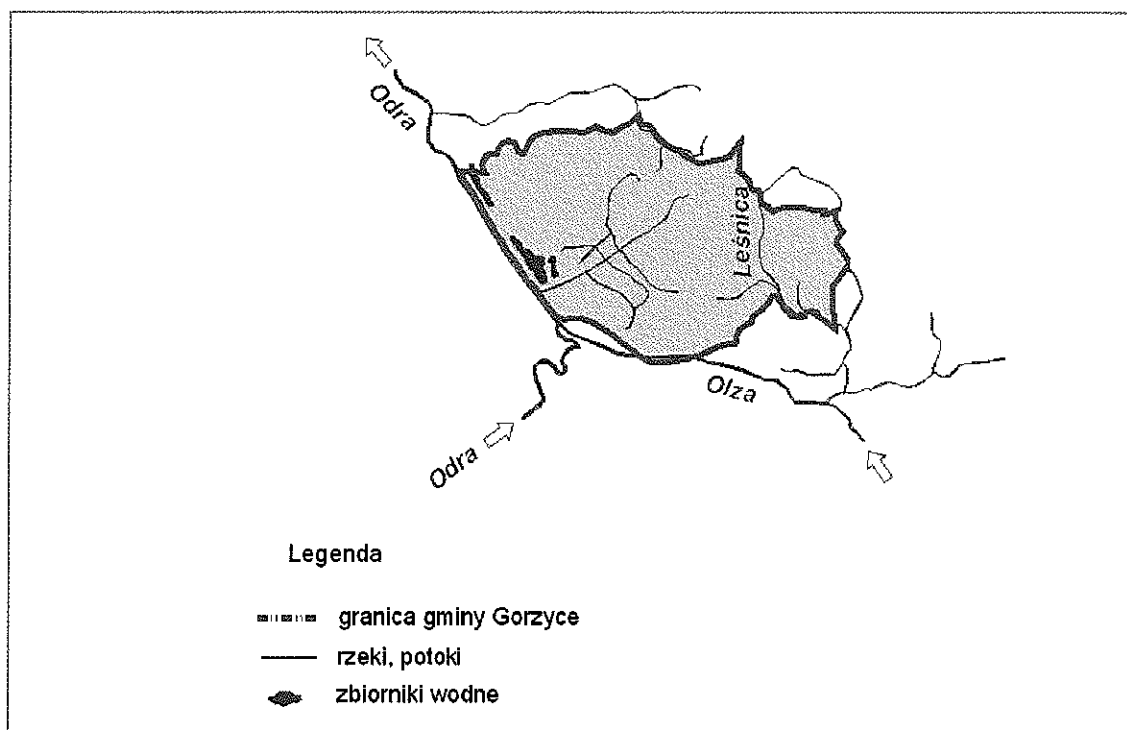 Odra
Leśnica
Olza
Odra
Legenda
granica gminy Gorzyce
rzeki, potoki
zbiorniki wodne